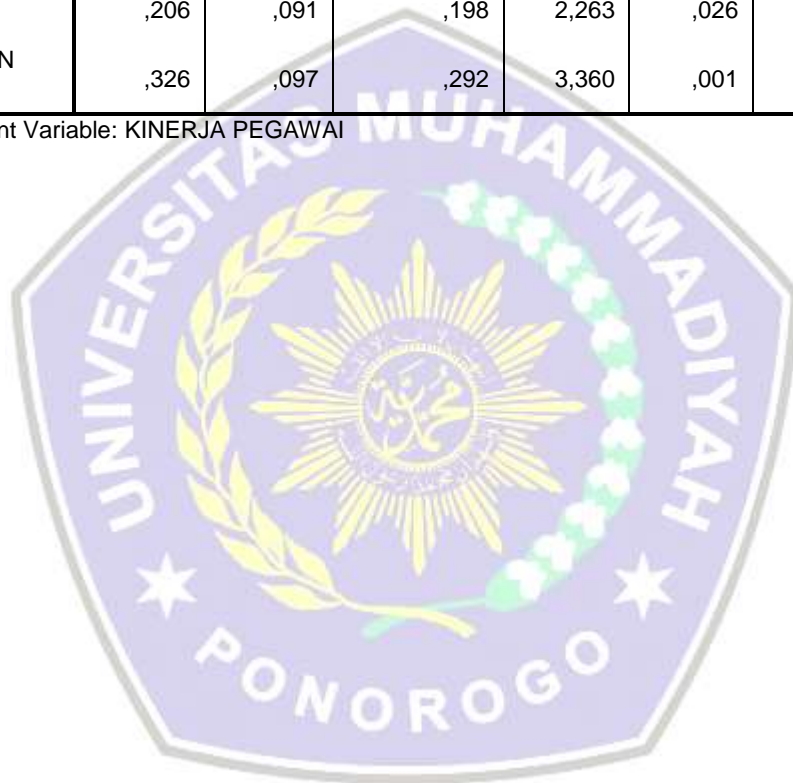 ,206 ,091 ,198 2,263 ,026
N
,326 ,097 ,292 3,360 ,001
nt Variable: KINERJA PEGAWAI
UNIVERSITAS MUHAMMADIYAH
PONOROGO